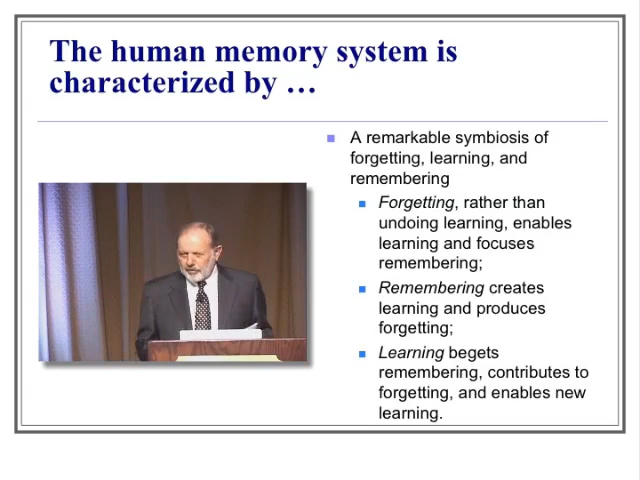 The human memory system is
characterized by …
A remarkable symbiosis of
forgetting, learning, and
remembering
Forgetting, rather than
undoing learning, enables
learning and focuses
remembering;
Remembering creates
learning and produces
forgetting;
Learning begets
remembering, contributes to
forgetting, and enables new
learning.